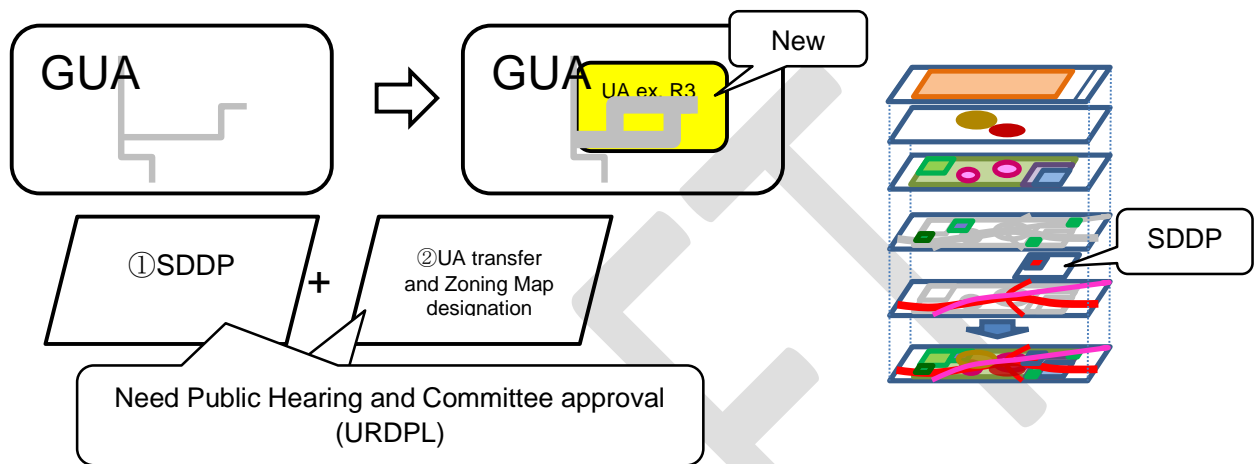 GUA
GUA
UA ex. R3
New
①SDDP
+
②UA transfer
and Zoning Map
designation
Need Public Hearing and Committee approval
(URDPL)
SDDP